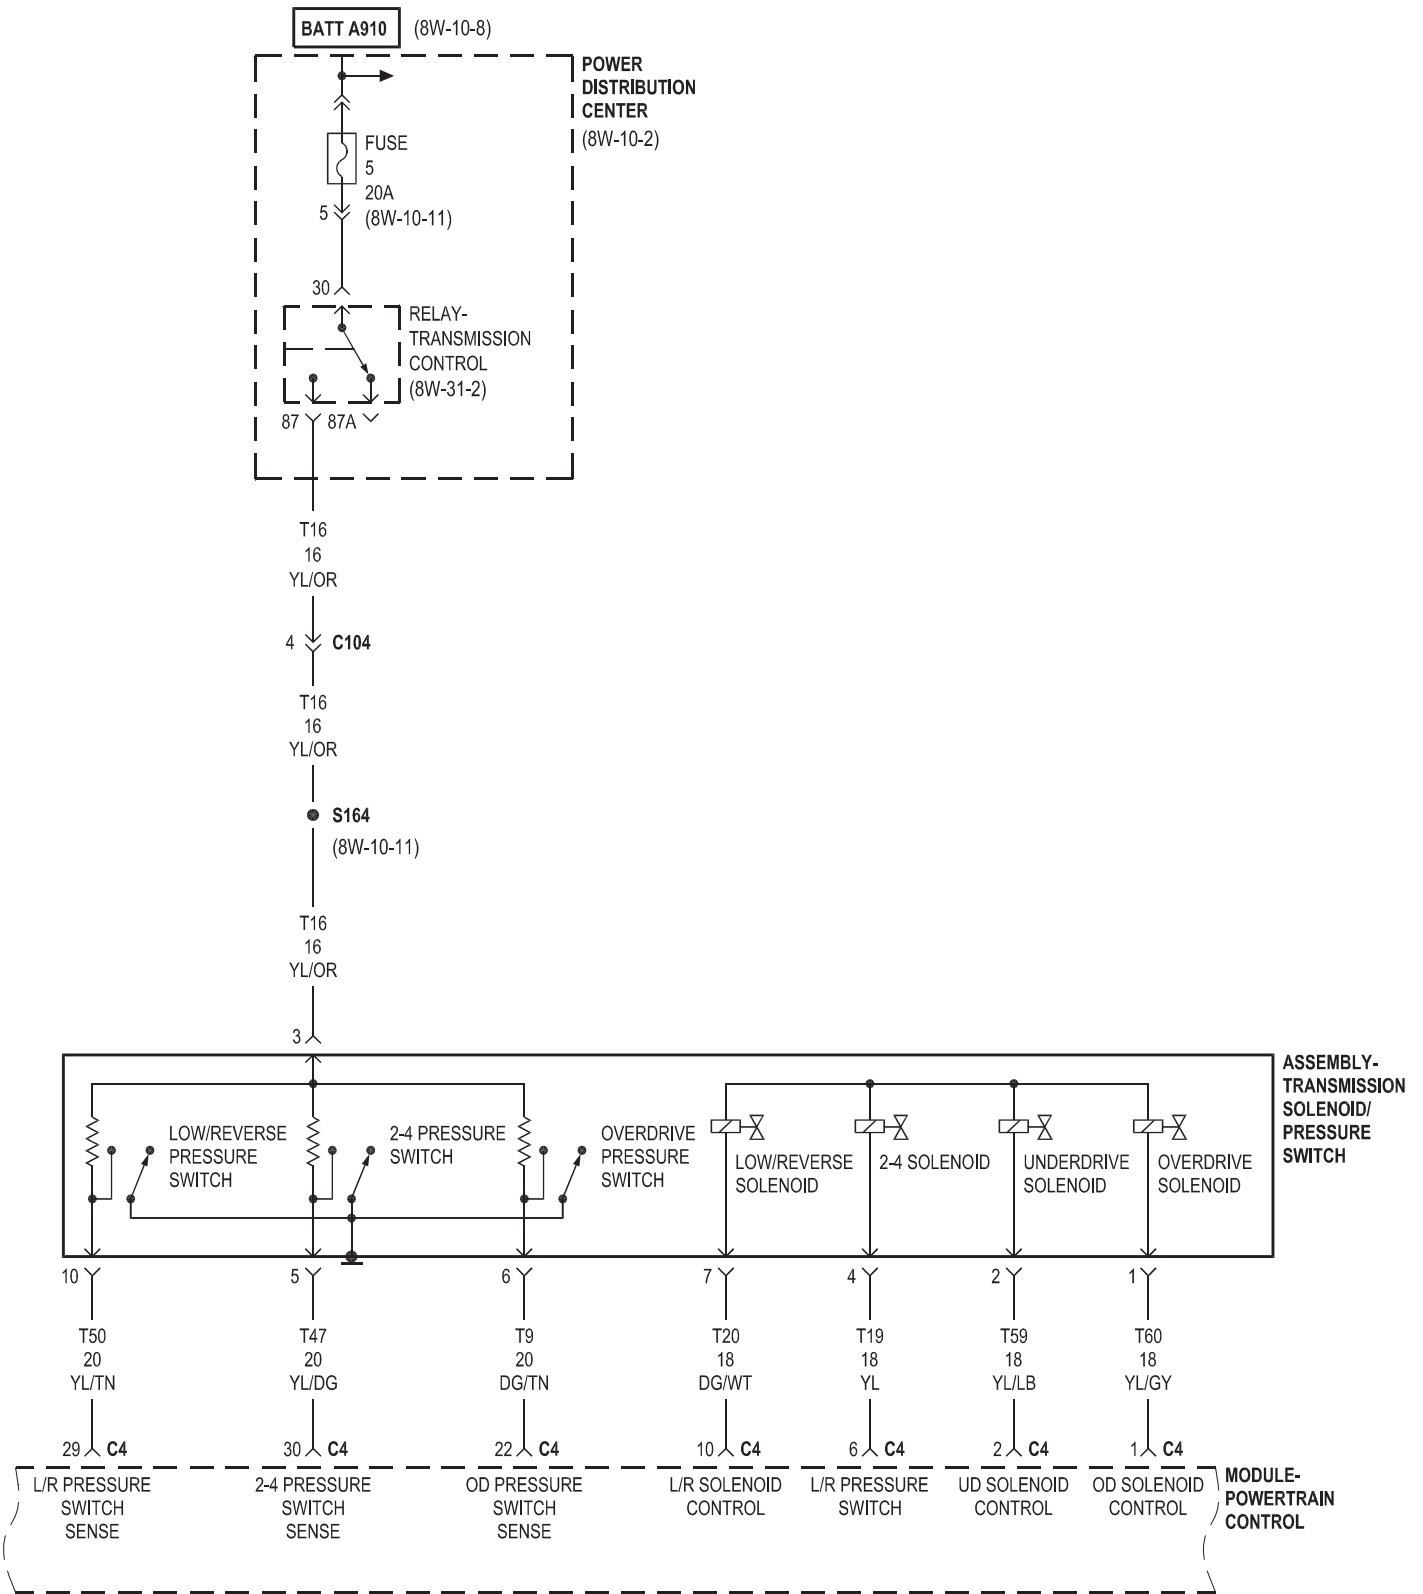 BATT A910 (8W-10-8)
POWER
DISTRIBUTION
CENTER
(8W-10-2)
FUSE
5
20A
5 (8W-10-11)
30
RELAY-
TRANSMISSION
CONTROL
(8W-31-2)
87 87A
T16
16
YL/OR
4 C104
T16
16
YL/OR
S164
(8W-10-11)
T16
16
YL/OR
3
ASSEMBLY-
TRANSMISSION
SOLENOID/
PRESSURE
SWITCH
LOW/REVERSE
PRESSURE
SWITCH
2-4 PRESSURE
SWITCH
OVERDRIVE
PRESSURE
SWITCH
LOW/REVERSE
SOLENOID
2-4 SOLENOID
UNDERDRIVE
SOLENOID
OVERDRIVE
SOLENOID
10 5 6 7 4 2 1
T50 T47 T9 T20 T19 T59 T60
20 20 20 18 18 18 18
YL/TN YL/DG DG/TN DG/WT YL YL/LB YL/GY
29 C4 30 C4 22 C4 10 C4 6 C4 2 C4 1 C4
L/R PRESSURE
SWITCH
SENSE
2-4 PRESSURE
SWITCH
SENSE
OD PRESSURE
SWITCH
SENSE
L/R SOLENOID
CONTROL
L/R PRESSURE
SWITCH
UD SOLENOID
CONTROL
OD SOLENOID
CONTROL
MODULE-
POWERTRAIN
CONTROL